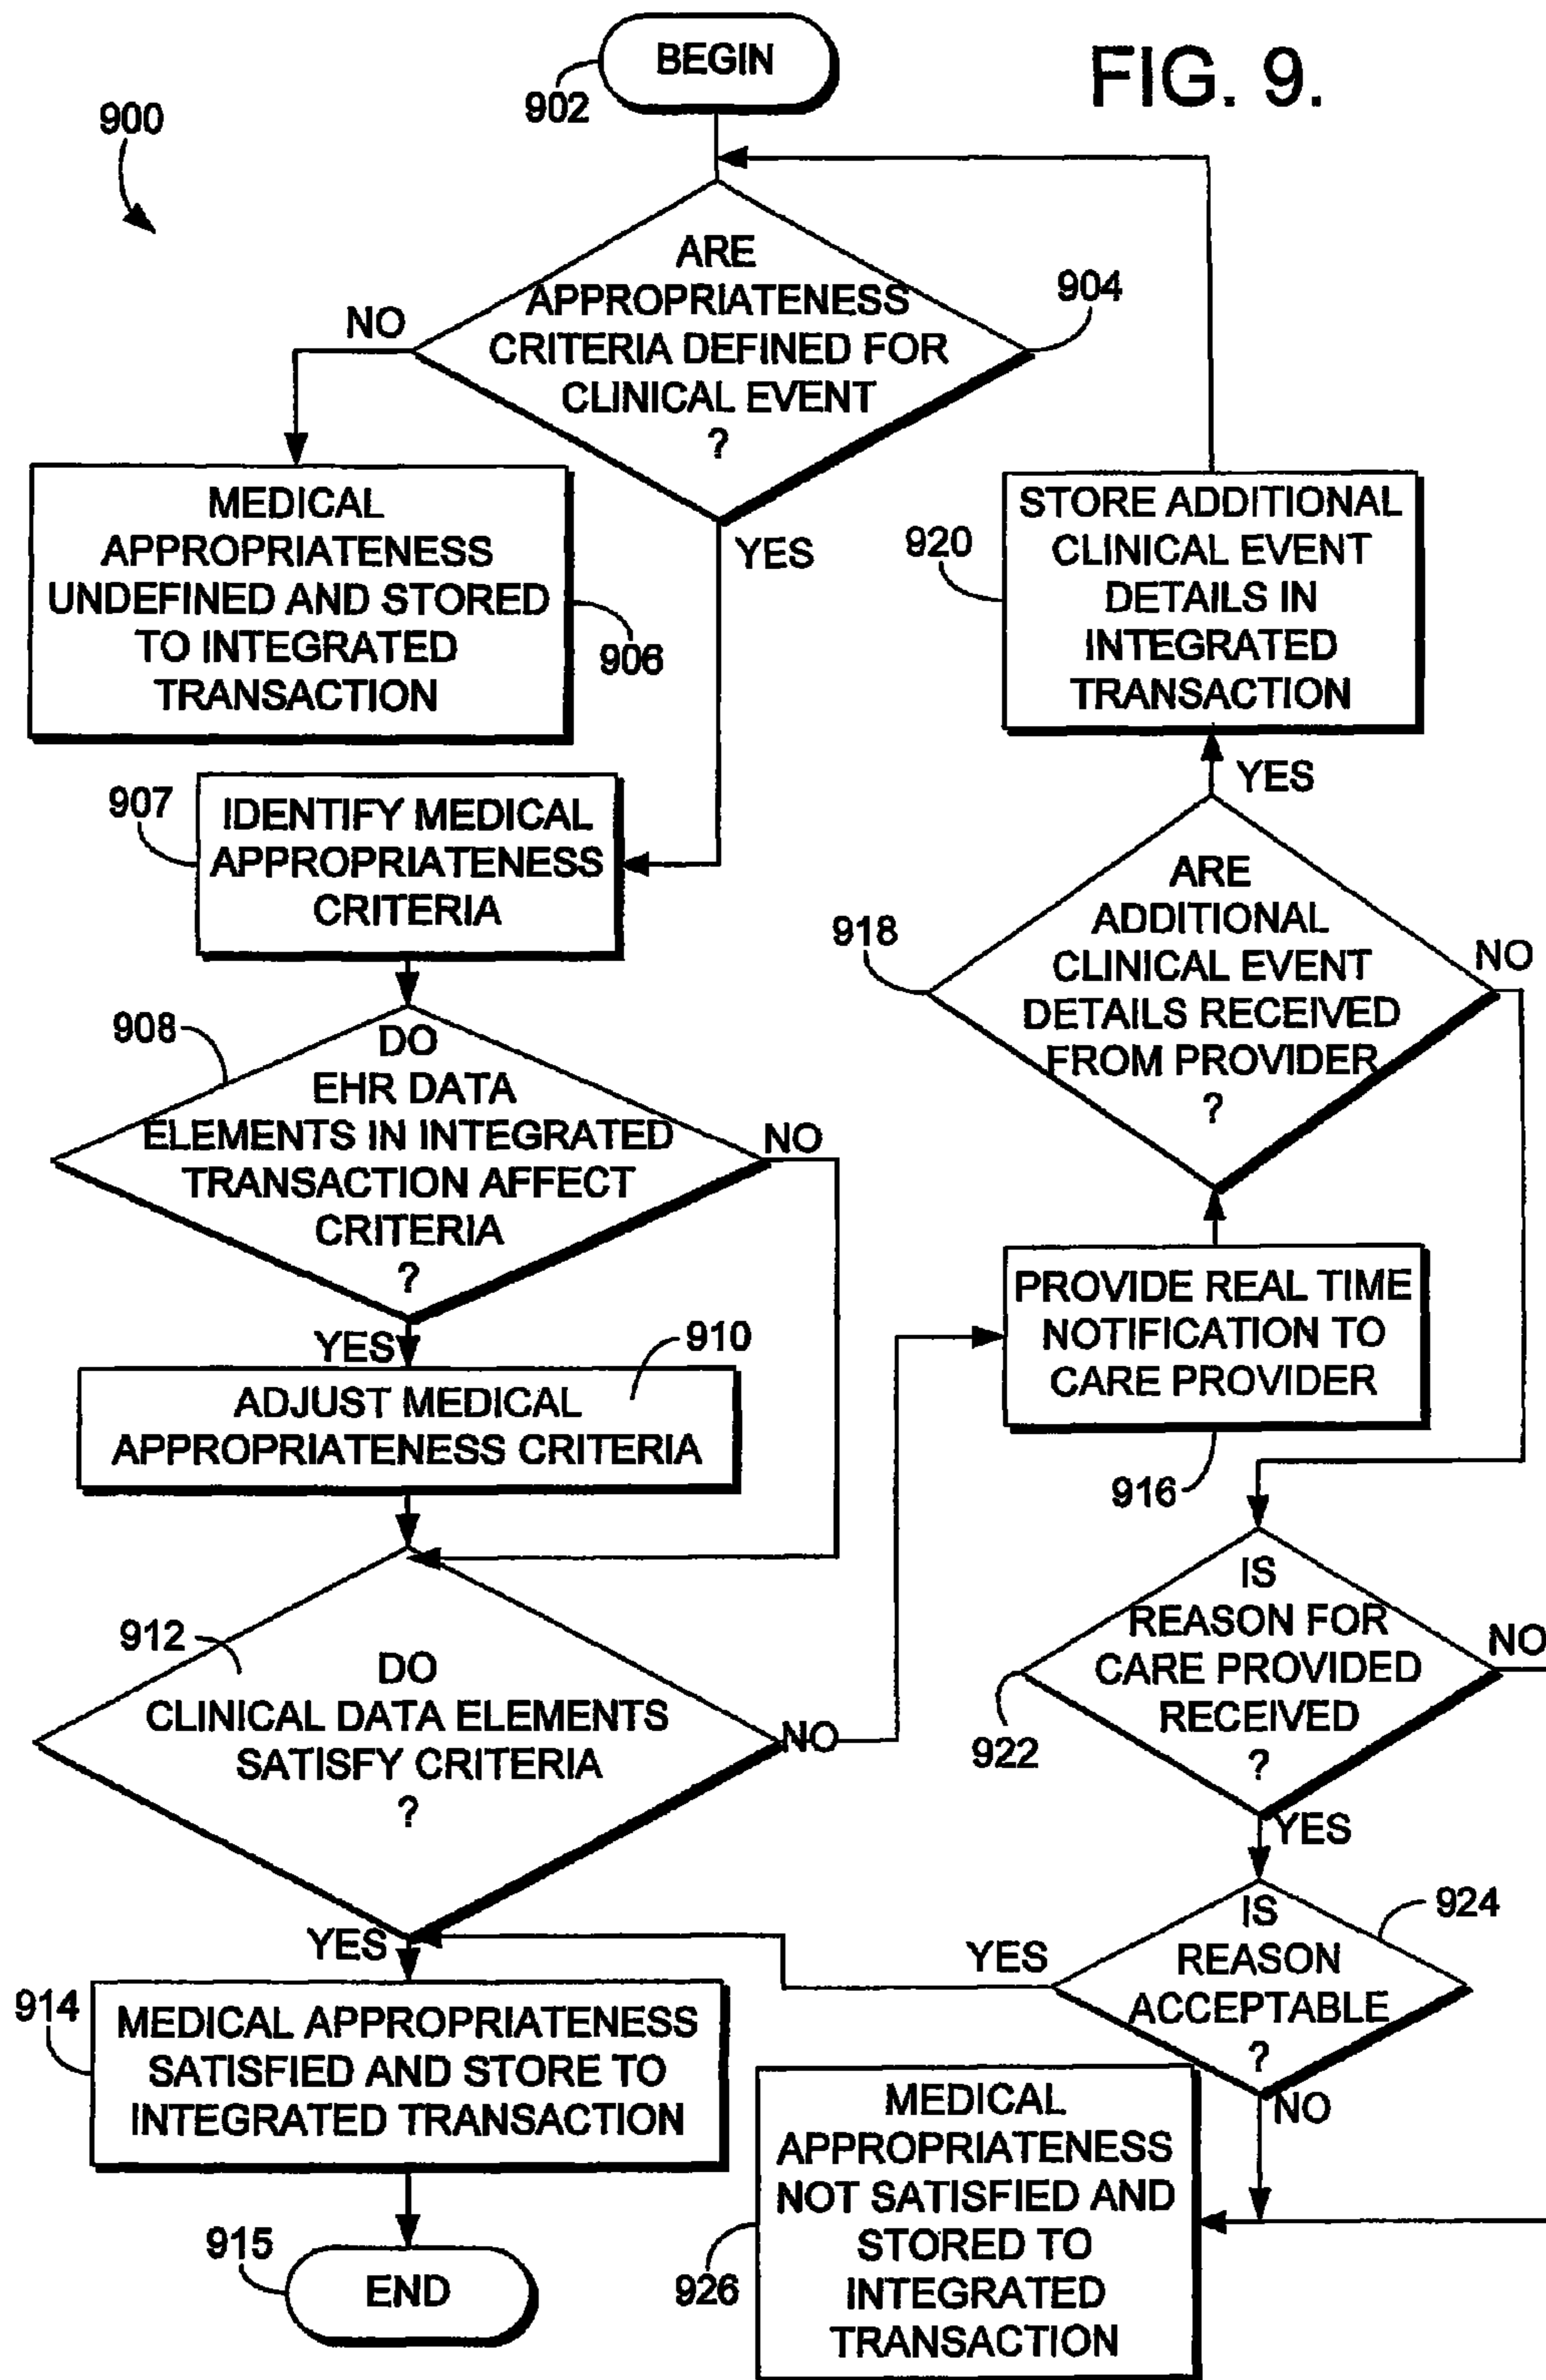 BEGIN
FIG. 9.
902
900
ARE
APPROPRIATENESS
CRITERIA DEFINED FOR
CLINICAL EVENT
?
904
NO
YES
MEDICAL
APPROPRIATENESS
UNDEFINED AND STORED
TO INTEGRATED
TRANSACTION
906
907
IDENTIFY MEDICAL
APPROPRIATENESS
CRITERIA
908
DO
EHR DATA
ELEMENTS IN INTEGRATED
TRANSACTION AFFECT
CRITERIA
?
NO
YES
910
ADJUST MEDICAL
APPROPRIATENESS CRITERIA
912
DO
CLINICAL DATA ELEMENTS
SATISFY CRITERIA
?
NO
YES
914
MEDICAL APPROPRIATENESS
SATISFIED AND STORE TO
INTEGRATED TRANSACTION
915
END
920
STORE ADDITIONAL
CLINICAL EVENT
DETAILS IN
INTEGRATED
TRANSACTION
YES
918
ARE
ADDITIONAL
CLINICAL EVENT
DETAILS RECEIVED
FROM PROVIDER
?
NO
PROVIDE REAL TIME
NOTIFICATION TO
CARE PROVIDER
916
IS
REASON FOR
CARE PROVIDED
RECEIVED
?
922
NO
YES
924
IS
REASON
ACCEPTABLE
?
YES
NO
MEDICAL
APPROPRIATENESS
NOT SATISFIED AND
STORED TO
INTEGRATED
TRANSACTION
926